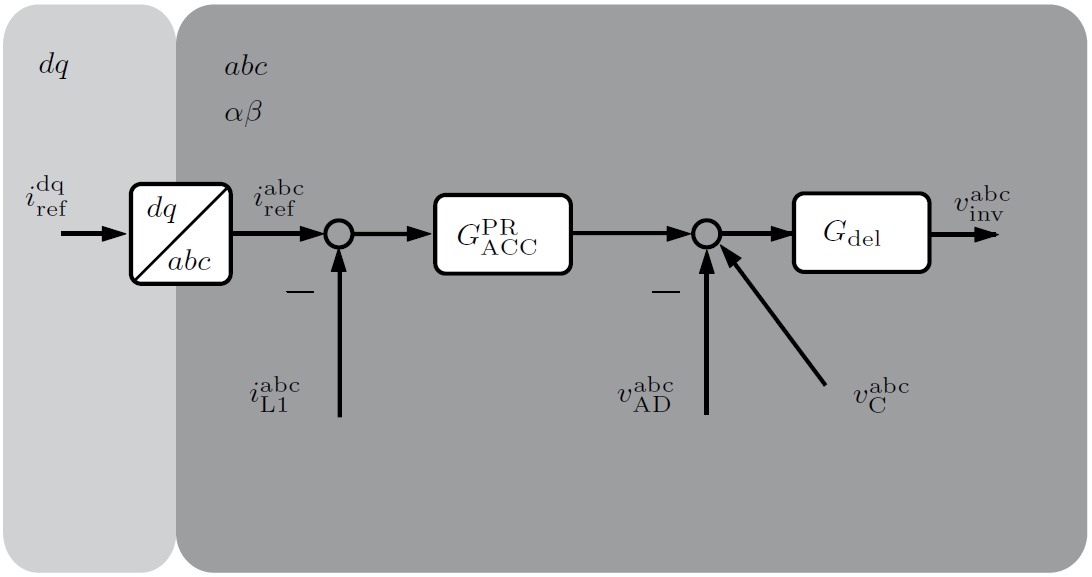 dq
abc
αβ
i_ref^dq
dq
abc
i_ref^abc
G_ACC^PR
G_del
v_inv^abc
−
−
i_L1^abc
v_AD^abc
v_C^abc